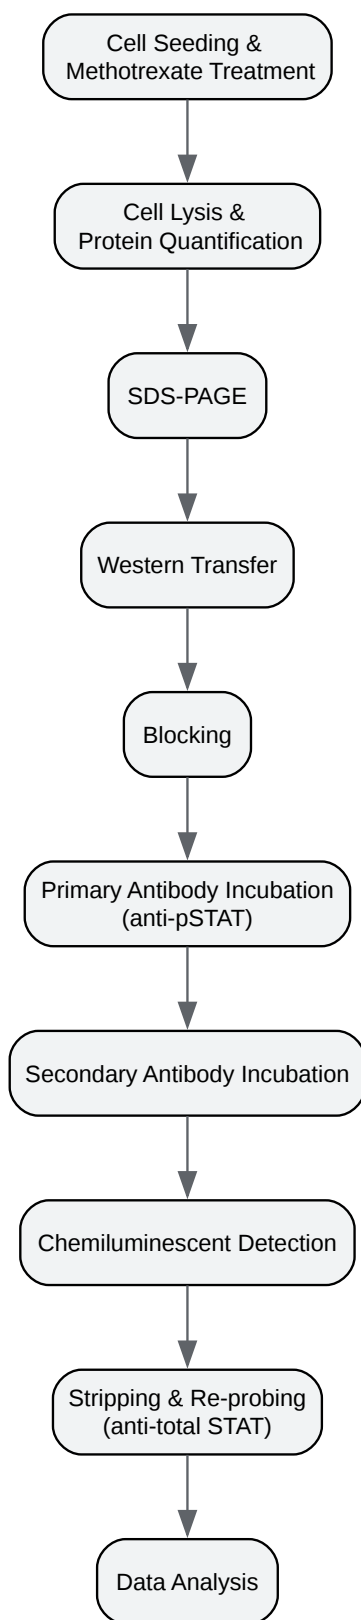 Cell Seeding &
Methotrexate Treatment
Cell Lysis &
Protein Quantification
SDS-PAGE
Western Transfer
Blocking
Primary Antibody Incubation
(anti-pSTAT)
Secondary Antibody Incubation
Chemiluminescent Detection
Stripping & Re-probing
(anti-total STAT)
Data Analysis